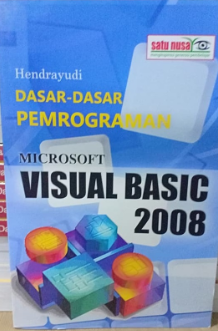 satu nusa
Hendrayudi
DASAR-DASAR
PEMROGRAMAN
MICROSOFT
VISUAL BASIC
2008